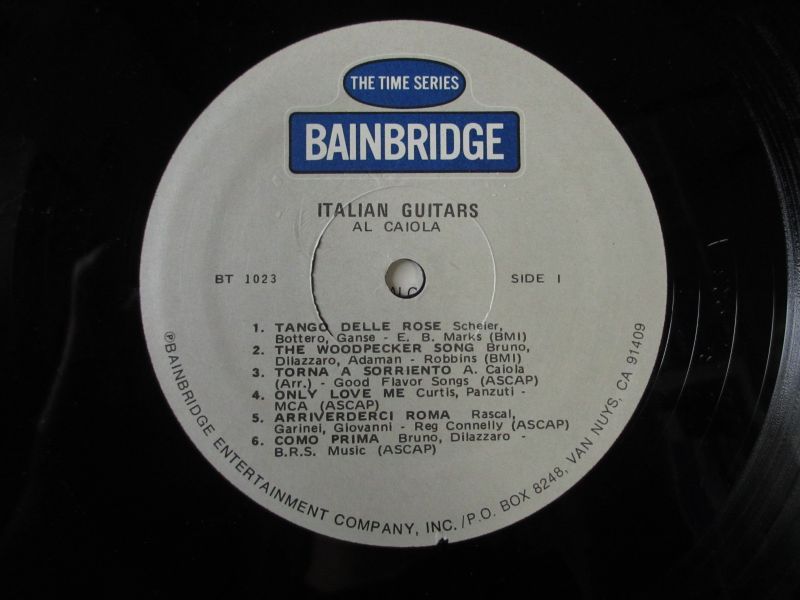 THE TIME SERIES
BAINBRIDGE
ITALIAN GUITARS
AL CAIOLA
BT 1023
SIDE 1
1. TANGO DELLE ROSE Scheier,
Bottero, Ganse - E. B. Marks (BMI)
2. THE WOODPECKER SONG Bruno,
Dilazzaro, Adaman - Robbins (BMI)
3. TORNA A SORRIENTO A. Caiola
(Arr.) - Good Flavor Songs (ASCAP)
4. ONLY LOVE ME Curtis, Panzuti -
MCA (ASCAP)
5. ARRIVERDERCI ROMA Rascal,
Garinei, Giovanni - Reg Connelly (ASCAP)
6. COMO PRIMA Bruno, Dilazzaro -
B.R.S. Music (ASCAP)
℗BAINBRIDGE ENTERTAINMENT COMPANY, INC./P.O. BOX 8248, VAN NUYS, CA 91409